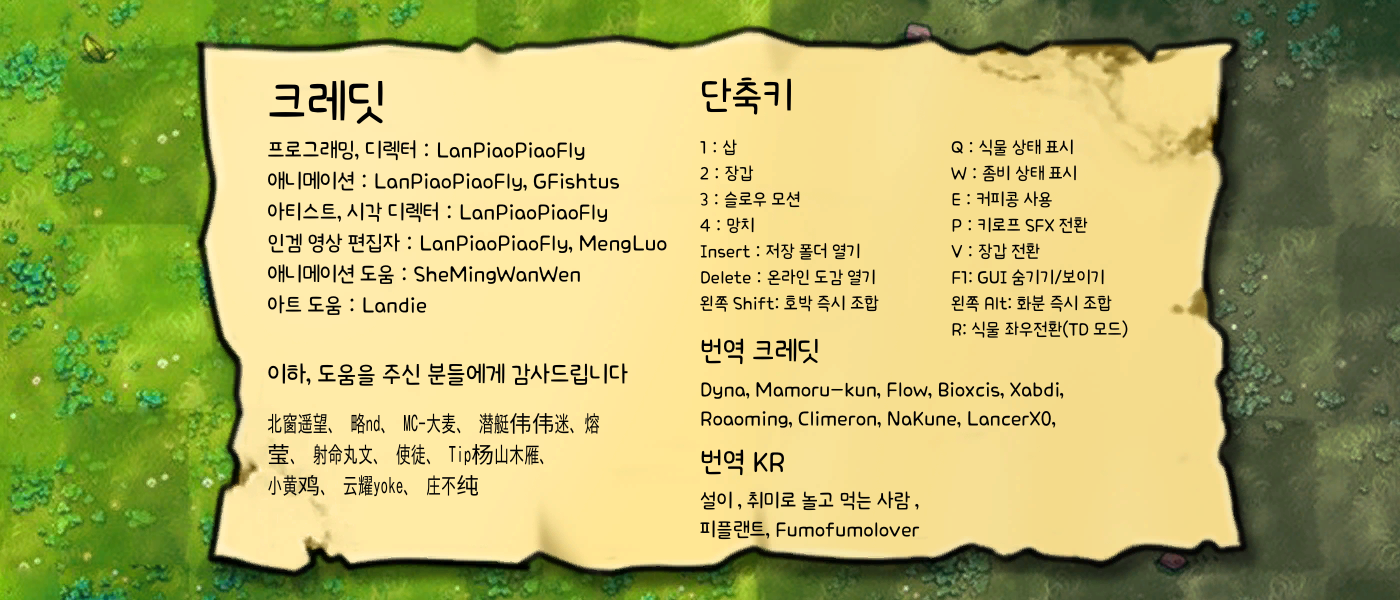 크레딧
프로그래밍, 디렉터 : LanPiaoPiaoFly
애니메이션 : LanPiaoPiaoFly, GFishtus
아티스트, 시각 디렉터 : LanPiaoPiaoFly
인겜 영상 편집자 : LanPiaoPiaoFly, MengLuo
애니메이션 도움 : SheMingWanWen
아트 도움 : Landie
이하, 도움을 주신 분들에게 감사드립니다
北窗遥望、 略nd、 MC-大麦、 潜艇伟伟迷、熔
莹、 射命丸文、 使徒、 Tip杨山木雁、
小黄鸡、 云耀yoke、 庄不纯
단축키
1 : 삽
2 : 장갑
3 : 슬로우 모션
4 : 망치
Insert : 저장 폴더 열기
Delete : 온라인 도감 열기
왼쪽 Shift: 호박 즉시 조합
Q : 식물 상태 표시
W : 좀비 상태 표시
E : 커피콩 사용
P : 키로프 SFX 전환
V : 장갑 전환
F1: GUI 숨기기/보이기
왼쪽 Alt: 화분 즉시 조합
R: 식물 좌우전환(TD 모드)
번역 크레딧
Dyna, Mamoru-kun, Flow, Bioxcis, Xabdi,
Roaoming, Climeron, NaKune, LancerX0,
번역 KR
설이 , 취미로 놀고 먹는 사람 ,
피플랜트, Fumofumolover